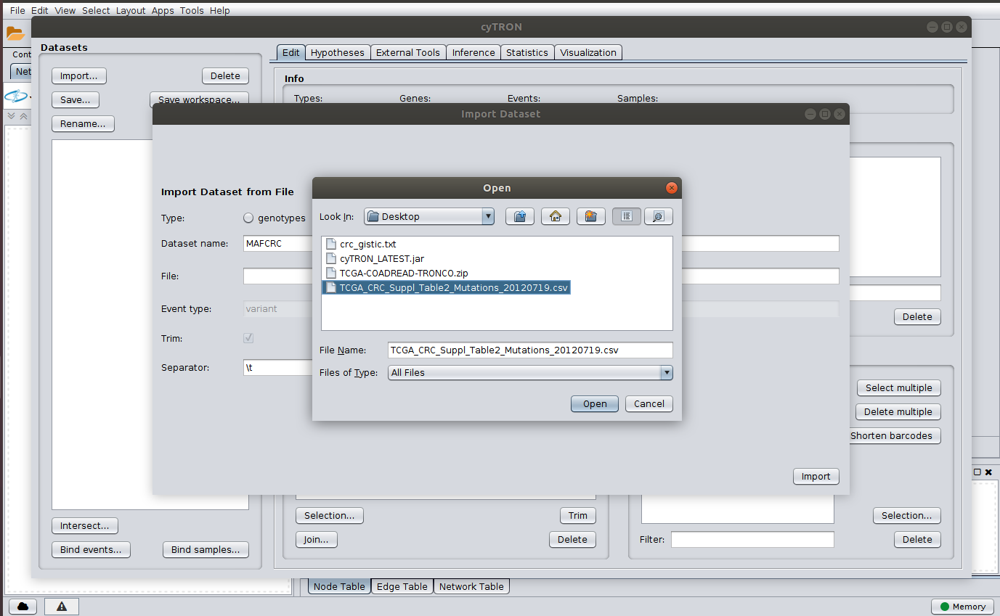 File Edit View Select Layout Apps Tools Help
cyTRON
Cont
Net
Datasets
Import...
Delete
Save...
Save workspace...
Rename...
Intersect...
Bind events...
Bind samples...
Edit
Hypotheses
External Tools
Inference
Statistics
Visualization
Info
Types:
Genes:
Events:
Samples:
Import Dataset
Import Dataset from File
Type:
genotypes
Dataset name:
MAFCRC
File:
Event type:
variant
Trim:
Separator:
\t
Import
Open
Look In:
Desktop
crc_gistic.txt
cyTRON_LATEST.jar
TCGA-COADREAD-TRONCO.zip
TCGA_CRC_Suppl_Table2_Mutations_20120719.csv
File Name:
TCGA_CRC_Suppl_Table2_Mutations_20120719.csv
Files of Type:
All Files
Open
Cancel
Delete
Select multiple
Delete multiple
Shorten barcodes
Selection...
Trim
Join...
Delete
Selection...
Filter:
Delete
Node Table
Edge Table
Network Table
Memory